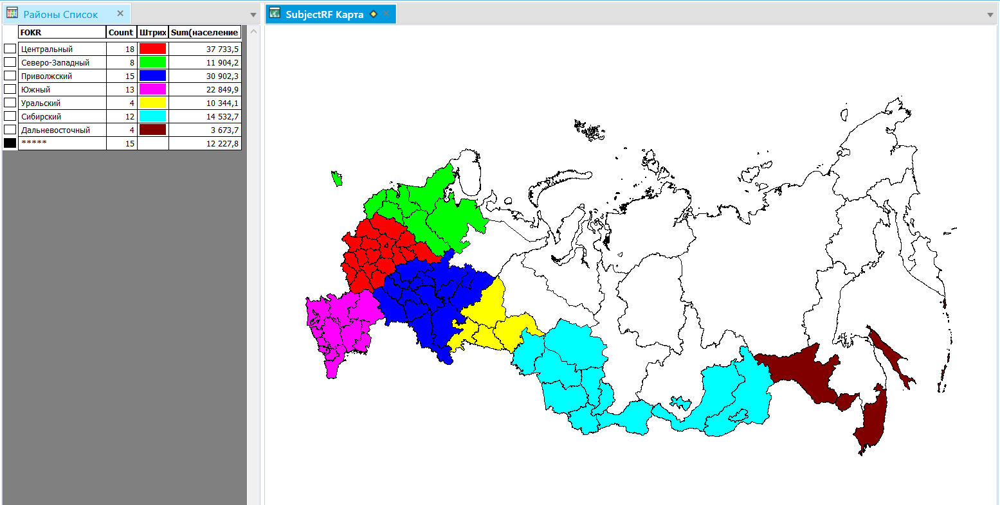 Районы Список
SubjectRF Карта
FOKR Count Штрих Sum(население
Центральный 18 37 733,5
Северо-Западный 8 11 904,2
Приволжский 15 30 902,3
Южный 13 22 849,9
Уральский 4 10 344,1
Сибирский 12 14 532,7
Дальневосточный 4 3 673,7
***** 15 12 227,8